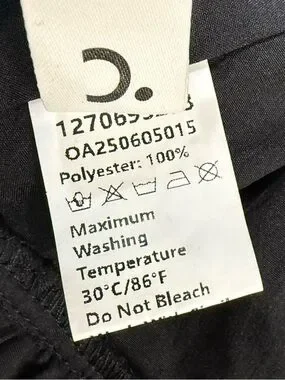 OA250605015
Polyester: 100%
Maximum
Washing
Temperature
30°C/86°F
Do Not Bleach